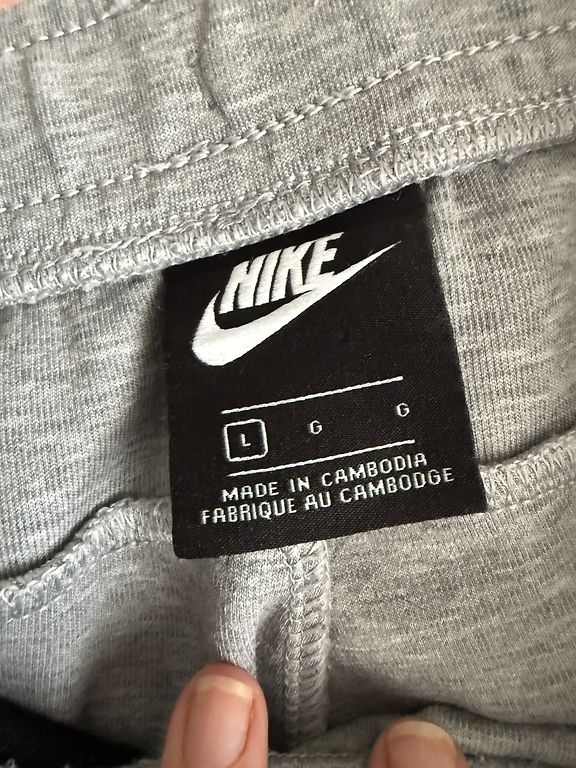 NIKE
L G G
MADE IN CAMBODIA
FABRIQUE AU CAMBODGE